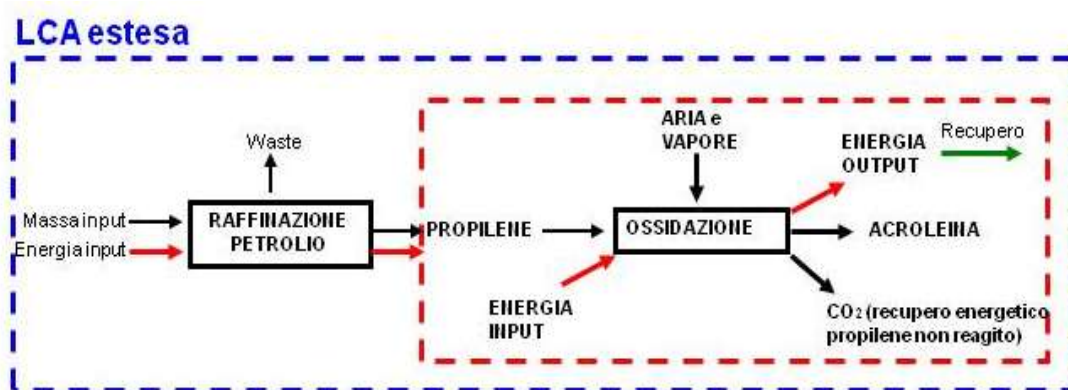 LCA estesa
Waste
Massa input
Energia input
RAFFINAZIONE
PETROLIO
PROPILENE
ENERGIA
INPUT
ARIA e
VAPORE
OSSIDAZIONE
ENERGIA
OUTPUT
Recupero
ACROLEINA
CO₂ (recupero energetico
propilene non reagito)